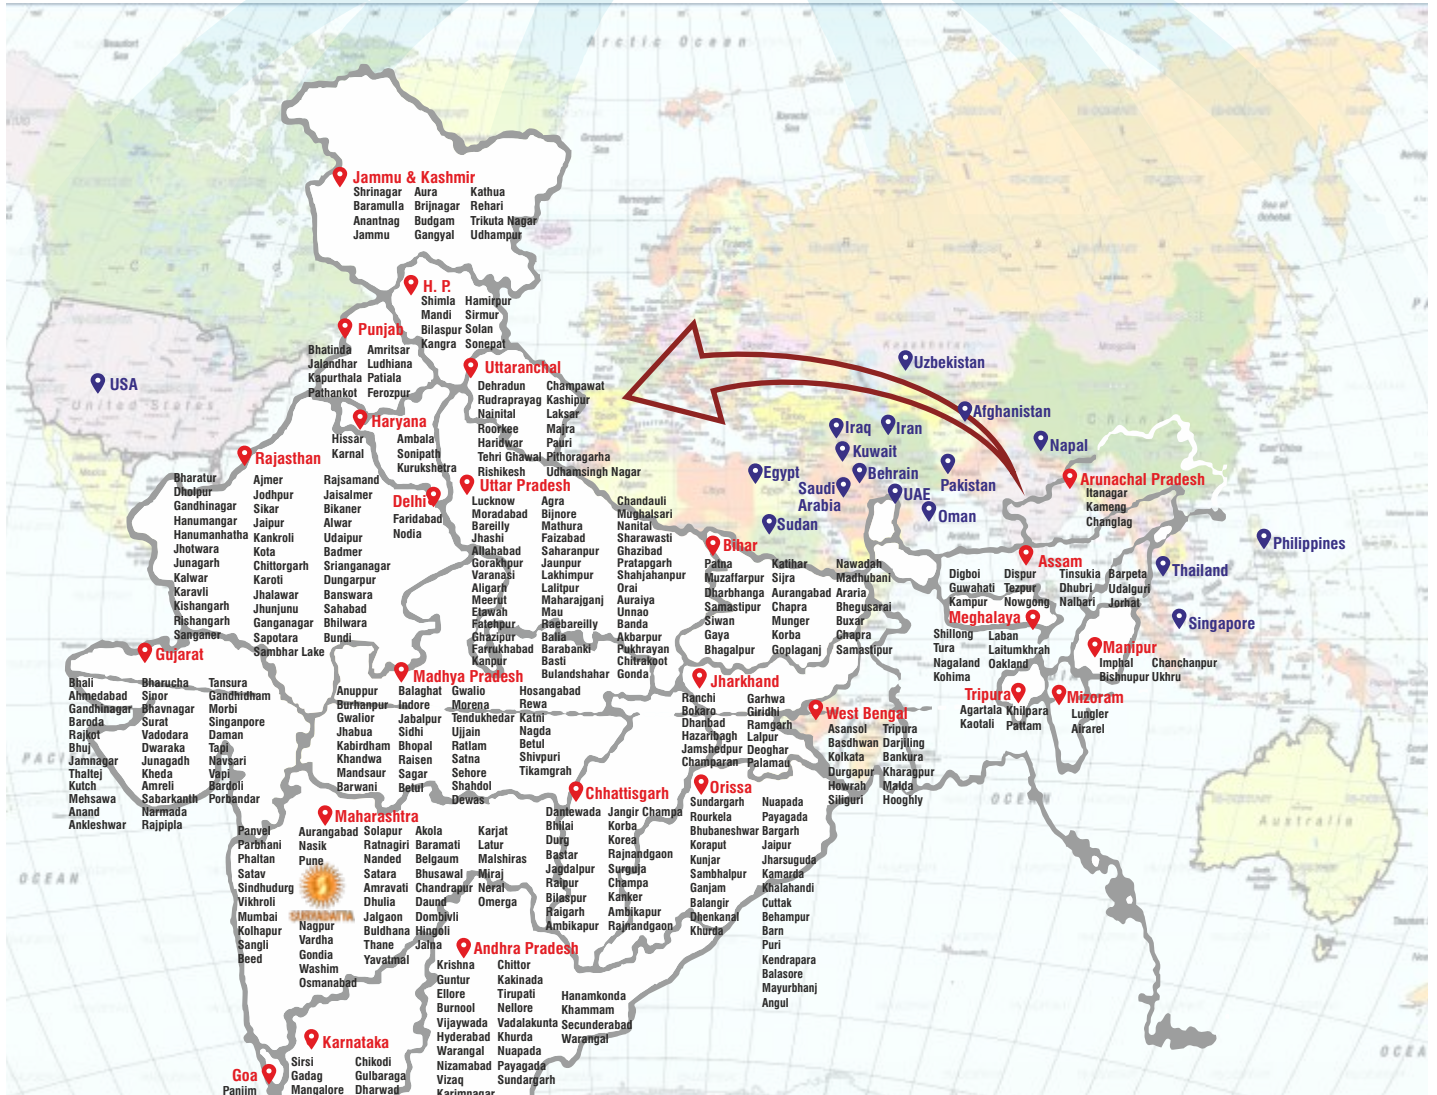 Arctic Ocean
Jammu & Kashmir
Shrinagar Aura Kathua
Baramulla Brijnagar Rehari
Anantnag Budgam Trikuta Nagar
Jammu Gangyal Udhampur
H. P.
Shimla Hamirpur
Mandi Sirmur
Bilaspur Solan
Kangra Sonepat
Punjab
Bhatinda Amritsar
Jalandhar Ludhiana
Kapurthala Patiala
Pathankot Ferozpur
Uttaranchal
Dehradun Champawat
Rudraprayag Kashipur
Nainital Laksar
Roorkee Majra
Haridwar Pauri
Tehri Ghawal Pithoragarha
Rishikesh Udhamsingh Nagar
Haryana
Hissar Ambala
Karnal Sonipath
Kurukshetra
USA
United States
Canada
Russia
China
Mongolia
Uzbekistan
Afghanistan
Iraq
Iran
Napal
Kuwait
Egypt
Behrain
Pakistan
Saudi
Arabia
UAE
Oman
Sudan
Philippines
Thailand
Singapore
Rajasthan
Bharatur Ajmer Rajsamand
Dholpur Jodhpur Jaisalmer
Gandhinagar Sikar Bikaner
Hanumangar Jaipur Alwar
Hanumanhatha Kankroli Udaipur
Jhotwara Kota Badmer
Junagarh Chittorgarh Srianganagar
Kalwar Karoti Dungarpur
Karavli Jhalawar Banswara
Kishangarh Jhunjunu Sahabad
Rishangarh Ganganagar Bhilwara
Sanganer Sapotara Bundi
Sambhar Lake
Delhi
Faridabad
Nodia
Uttar Pradesh
Lucknow Agra Chandauli
Moradabad Bijnore Mughalsari
Bareilly Mathura Nanital
Jhashi Faizabad Sharawasti
Allahabad Saharanpur Ghazibad
Gorakhpur Jaunpur Pratapgarh
Varanasi Lakhimpur Shahjahanpur
Aligarh Lalitpur Orai
Meerut Maharajganj Auraiya
Etawah Mau Unnao
Fatehpur Raebareilly Banda
Ghazipur Balia Akbarpur
Farrukhabad Barabanki Pukhrayan
Kanpur Basti Chitrakoot
Bulandshahar Gonda
Bihar
Patna Katihar Nawadah
Muzaffarpur Sijra Madhubani
Dharbhanga Aurangabad Araria
Samastipur Chapra Bhegusarai
Siwan Munger Buxar
Gaya Korba Chapra
Bhagalpur Goplaganj Samastipur
Arunachal Pradesh
Itanagar
Kameng
Changlag
Assam
Digboi Dispur Tinsukia Barpeta
Guwahati Tezpur Dhubri Udalguri
Kampur Nowgong Nalbari Jorhat
Meghalaya
Shillong Laban
Tura Laitumkhrah
Nagaland Oakland
Kohima
Manipur
Imphal Chanchanpur
Bishnupur Ukhru
Tripura
Agartala Khilpara
Kaotali Pattam
Mizoram
Lungler
Airarel
Gujarat
Bhali Bharucha Tansura
Ahmedabad Sinor Gandhidham
Gandhinagar Bhavnagar Morbi
Baroda Surat Singanpore
Rajkot Vadodara Daman
Bhuj Dwaraka Tapi
Jamnagar Junagadh Navsari
Thaltej Kheda Vapi
Kutch Amreli Bardoli
Mehsawa Sabarkanth Porbandar
Anand Narmada
Ankleshwar Rajpipla
Madhya Pradesh
Anuppur Balaghat Gwalio Hosangabad
Burhanpur Indore Morena Rewa
Gwalior Jabalpur Tendukhedar Katni
Jhabua Sidhi Ujjain Nagda
Kabirdham Bhopal Ratlam Betul
Khandwa Raisen Satna Shivpuri
Mandsaur Sagar Sehore Tikamgrah
Barwani Betul Shahdol
Dewas
Jharkhand
Ranchi Garhwa
Bokaro Giridhi
Dhanbad Ramgarh
Hazaribagh Lalpur
Jamshedpur Deoghar
Champaran Palamau
West Bengal
Asansol Tripura
Basdhwan Darjiling
Kolkata Bankura
Durgapur Kharagpur
Howrah Malda
Siliguri Hooghly
Chhattisgarh
Dantewada Jangir Champa
Bhilai Korba
Durg Korea
Bastar Rajnandgaon
Jagdalpur Surguja
Raipur Champa
Bilaspur Kanker
Raigarh Ambikapur
Ambikapur Rajnandgaon
Orissa
Sundargarh Nuapada
Rourkela Payagada
Bhubaneshwar Bargarh
Koraput Jaipur
Kunjar Jharsuguda
Sambhalpur Kamarda
Ganjam Khalahandi
Balangir Cuttak
Dhenkanal Behampur
Khurda Barn
Puri
Kendrapara
Balasore
Mayurbhanj
Angul
Maharashtra
Panvel Aurangabad Solapur Akola Karjat
Parbhani Nasik Ratnagiri Baramati Latur
Phaltan Pune Nanded Belgaum Malshiras
Satav Satara Bhusawal Miraj
Sindhudurg Amravati Chandrapur Neral
Vikhroli Dhulia Daund Omerga
SURYADATTA
Mumbai Nagpur Jalgaon Dombivli
Kolhapur Vardha Buldhana Hingoli
Sangli Gondia Thane Jalna
Beed Washim Yavatmal
Osmanabad
Andhra Pradesh
Krishna Chittor
Guntur Kakinada
Ellore Tirupati Hanamkonda
Burnool Nellore Khammam
Vijaywada Vadalakunta Secunderabad
Hyderabad Khurda Warangal
Warangal Nuapada
Nizamabad Payagada
Vizaq Sundargarh
Karimnagar
Karnataka
Sirsi Chikodi
Gadag Gulbaraga
Mangalore Dharwad
Goa
Panjim
OCEAN
OCEAN
Australia